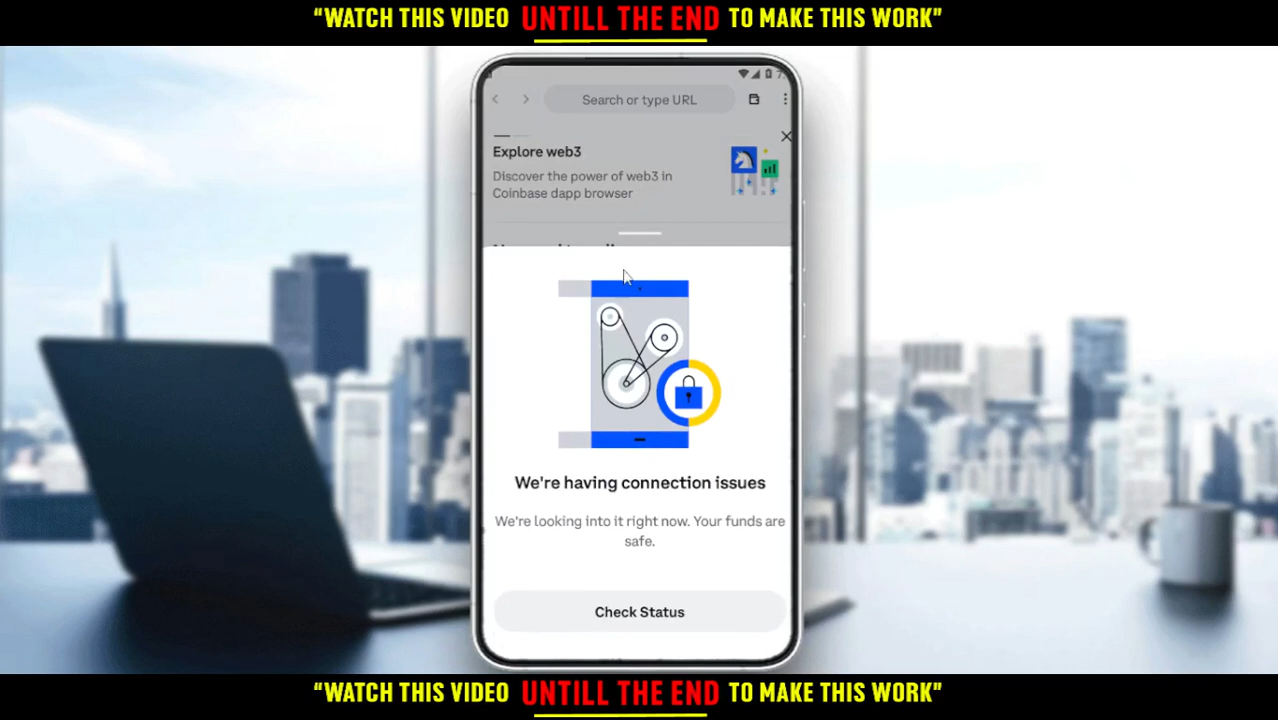 “WATCH THIS VIDEO UNTILL THE END TO MAKE THIS WORK”
Search or type URL
Explore web3
Discover the power of web3 in
Coinbase dapp browser
We're having connection issues
We're looking into it right now. Your funds are
safe.
Check Status
“WATCH THIS VIDEO UNTILL THE END TO MAKE THIS WORK”